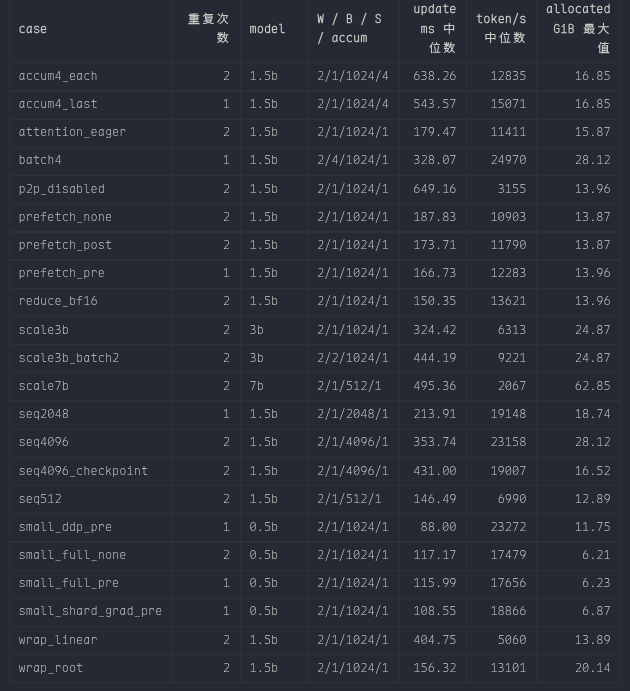 case 重复次数 model W / B / S / accum update ms 中位数 token/s 中位数 allocated GiB 最大值
accum4_each 2 1.5b 2/1/1024/4 638.26 12835 16.85
accum4_last 1 1.5b 2/1/1024/4 543.57 15071 16.85
attention_eager 2 1.5b 2/1/1024/1 179.47 11411 15.87
batch4 1 1.5b 2/4/1024/1 328.07 24970 28.12
p2p_disabled 2 1.5b 2/1/1024/1 649.16 3155 13.96
prefetch_none 2 1.5b 2/1/1024/1 187.83 10903 13.87
prefetch_post 2 1.5b 2/1/1024/1 173.71 11790 13.87
prefetch_pre 1 1.5b 2/1/1024/1 166.73 12283 13.96
reduce_bf16 2 1.5b 2/1/1024/1 150.35 13621 13.96
scale3b 2 3b 2/1/1024/1 324.42 6313 24.87
scale3b_batch2 2 3b 2/2/1024/1 444.19 9221 24.87
scale7b 2 7b 2/1/512/1 495.36 2067 62.85
seq2048 1 1.5b 2/1/2048/1 213.91 19148 18.74
seq4096 2 1.5b 2/1/4096/1 353.74 23158 28.12
seq4096_checkpoint 2 1.5b 2/1/4096/1 431.00 19007 16.52
seq512 2 1.5b 2/1/512/1 146.49 6990 12.89
small_ddp_pre 1 0.5b 2/1/1024/1 88.00 23272 11.75
small_full_none 2 0.5b 2/1/1024/1 117.17 17479 6.21
small_full_pre 1 0.5b 2/1/1024/1 115.99 17656 6.23
small_shard_grad_pre 1 0.5b 2/1/1024/1 108.55 18866 6.87
wrap_linear 2 1.5b 2/1/1024/1 404.75 5060 13.89
wrap_root 2 1.5b 2/1/1024/1 156.32 13101 20.14